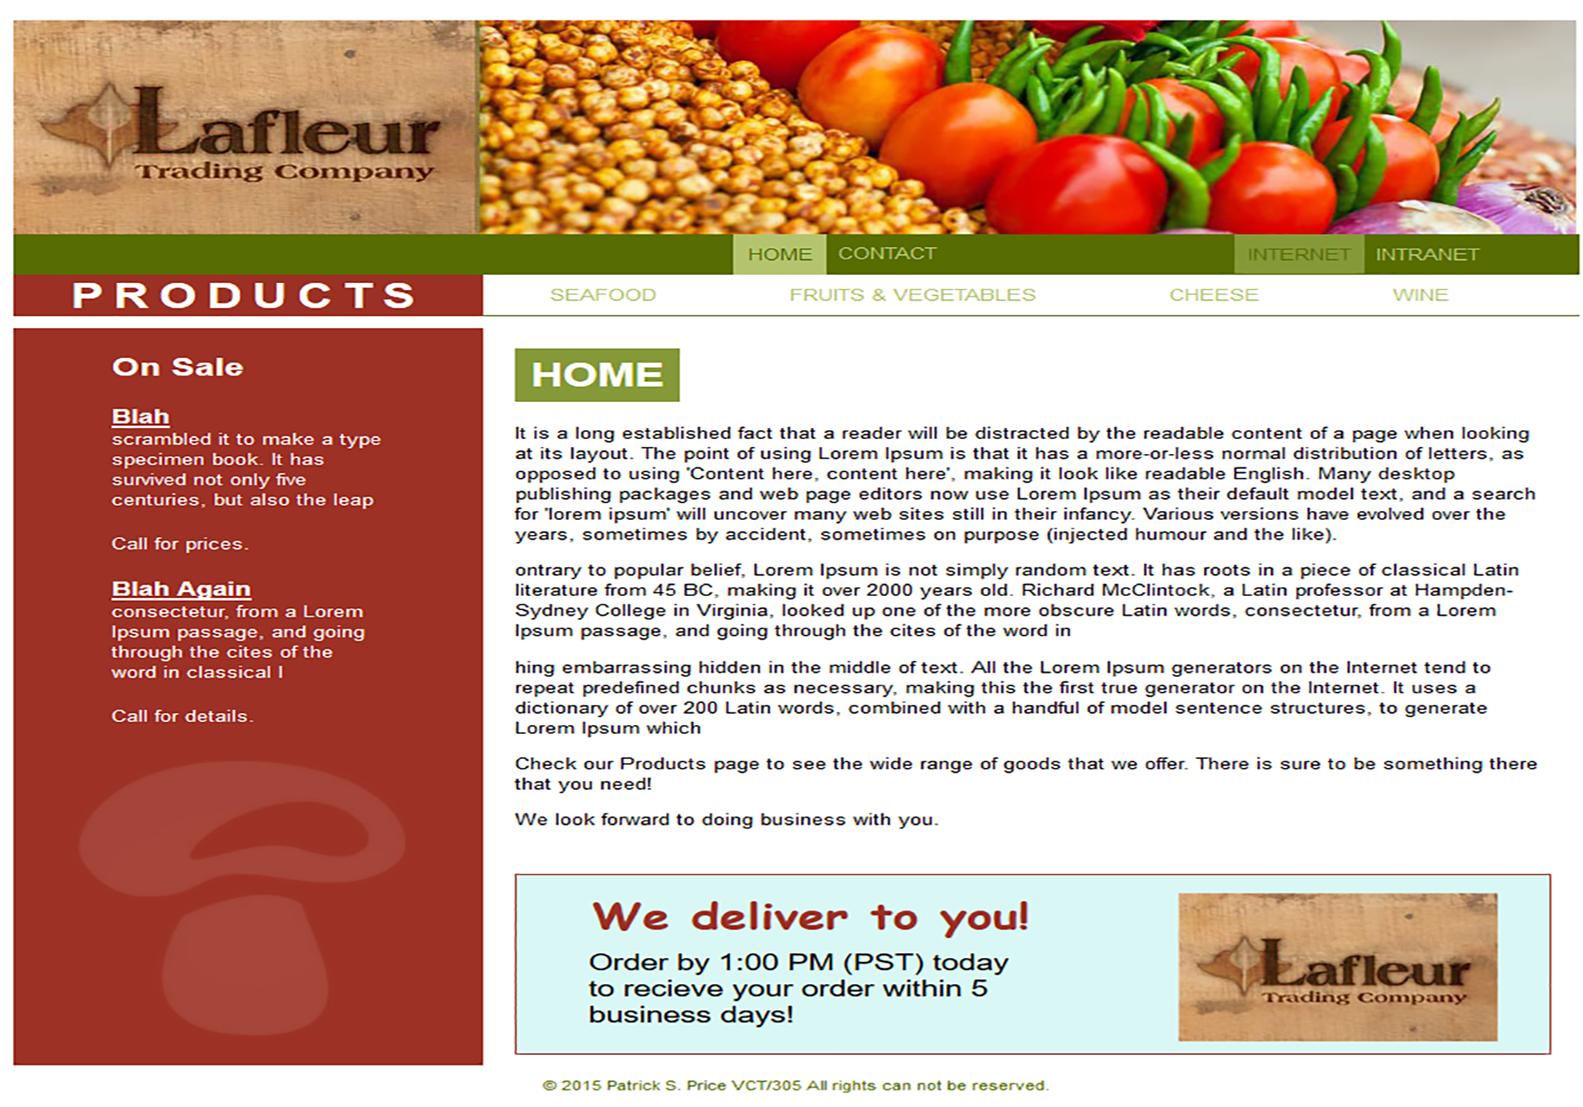 Lafleur
Trading Company
HOME CONTACT INTERNET INTRANET
PRODUCTS SEAFOOD FRUITS & VEGETABLES CHEESE WINE
On Sale
Blah
scrambled it to make a type
specimen book. It has
survived not only five
centuries, but also the leap
Call for prices.
Blah Again
consectetur, from a Lorem
Ipsum passage, and going
through the cites of the
word in classical l
Call for details.
HOME
It is a long established fact that a reader will be distracted by the readable content of a page when looking
at its layout. The point of using Lorem Ipsum is that it has a more-or-less normal distribution of letters, as
opposed to using 'Content here, content here', making it look like readable English. Many desktop
publishing packages and web page editors now use Lorem Ipsum as their default model text, and a search
for 'lorem ipsum' will uncover many web sites still in their infancy. Various versions have evolved over the
years, sometimes by accident, sometimes on purpose (injected humour and the like).
ontrary to popular belief, Lorem Ipsum is not simply random text. It has roots in a piece of classical Latin
literature from 45 BC, making it over 2000 years old. Richard McClintock, a Latin professor at Hampden-
Sydney College in Virginia, looked up one of the more obscure Latin words, consectetur, from a Lorem
Ipsum passage, and going through the cites of the word in
hing embarrassing hidden in the middle of text. All the Lorem Ipsum generators on the Internet tend to
repeat predefined chunks as necessary, making this the first true generator on the Internet. It uses a
dictionary of over 200 Latin words, combined with a handful of model sentence structures, to generate
Lorem Ipsum which
Check our Products page to see the wide range of goods that we offer. There is sure to be something there
that you need!
We look forward to doing business with you.
We deliver to you!
Order by 1:00 PM (PST) today
to recieve your order within 5
business days!
Lafleur
Trading Company
© 2015 Patrick S. Price VCT/305 All rights can not be reserved.